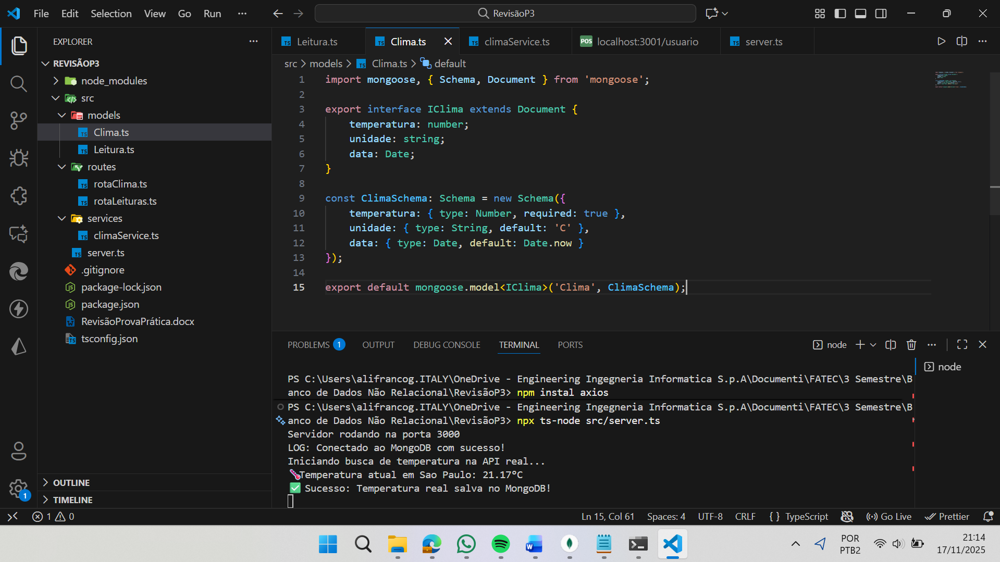 File Edit Selection View Go Run ···
RevisãoP3
EXPLORER
REVISÃOP3
node_modules
src
models
Clima.ts
Leitura.ts
routes
rotaClima.ts
rotaLeituras.ts
services
climaService.ts
server.ts
.gitignore
package-lock.json
package.json
RevisãoProvaPrática.docx
tsconfig.json
OUTLINE
TIMELINE
Leitura.ts Clima.ts climaService.ts POS localhost:3001/usuario server.ts
src > models > TS Clima.ts > default
1 import mongoose, { Schema, Document } from 'mongoose';
2
3 export interface IClima extends Document {
4 temperatura: number;
5 unidade: string;
6 data: Date;
7 }
8
9 const ClimaSchema: Schema = new Schema({
10 temperatura: { type: Number, required: true },
11 unidade: { type: String, default: 'C' },
12 data: { type: Date, default: Date.now }
13 });
14
15 export default mongoose.model<IClima>('Clima', ClimaSchema);
PROBLEMS 1 OUTPUT DEBUG CONSOLE TERMINAL PORTS
node
node
PS C:\Users\alifrancog.ITALY\OneDrive - Engineering Ingegneria Informatica S.p.A\Documenti\FATEC\3 Semestre\B
anco de Dados Não Relacional\RevisãoP3> npm instal axios
PS C:\Users\alifrancog.ITALY\OneDrive - Engineering Ingegneria Informatica S.p.A\Documenti\FATEC\3 Semestre\B
anco de Dados Não Relacional\RevisãoP3> npx ts-node src/server.ts
Servidor rodando na porta 3000
LOG: Conectado ao MongoDB com sucesso!
Iniciando busca de temperatura na API real...
🌡️Temperatura atual em Sao Paulo: 21.17°C
✅ Sucesso: Temperatura real salva no MongoDB!
1
1 0 Ln 15, Col 61 Spaces: 4 UTF-8 CRLF { } TypeScript Go Live Prettier
POR
PTB2
21:14
17/11/2025